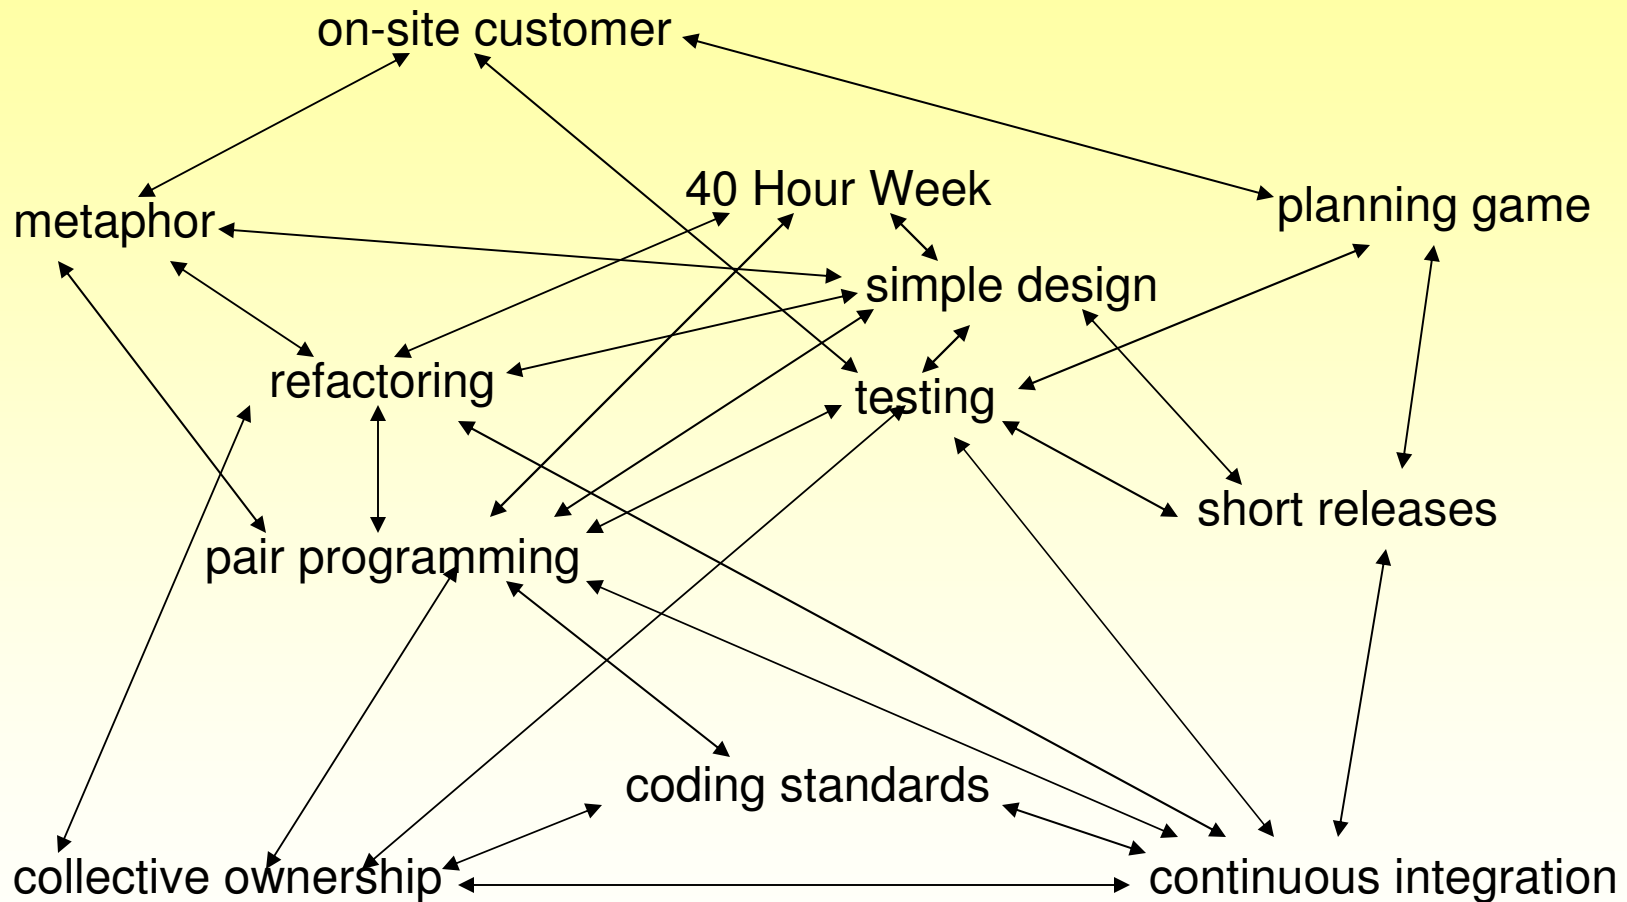 on-site customer
40 Hour Week
planning game
metaphor
simple design
refactoring
testing
short releases
pair programming
coding standards
collective ownership
continuous integration